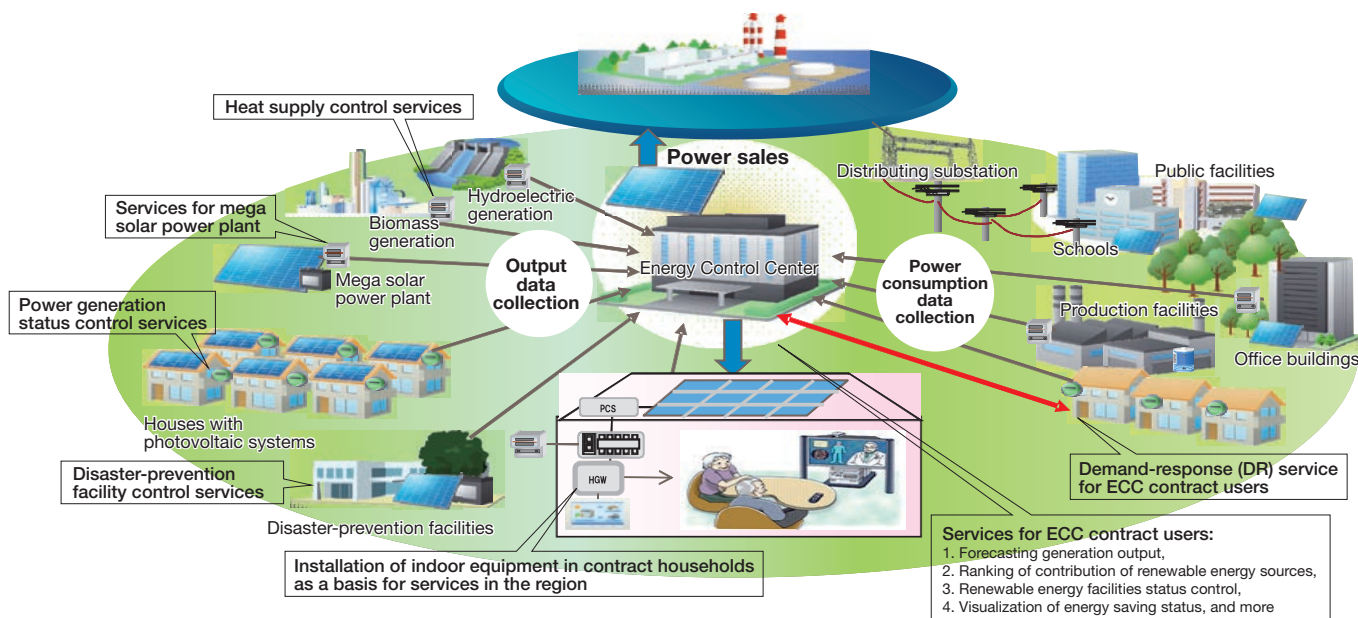 Heat supply control services
Power sales
Distributing substation
Public facilities
Hydroelectric
generation
Services for mega
solar power plant
Biomass
generation
Schools
Output
data
collection
Energy Control Center
Power
consumption
data
collection
Mega solar
power plant
Power generation
status control services
Production facilities
Office buildings
PCS
Houses with
photovoltaic systems
Disaster-prevention
facility control services
HGW
Demand-response (DR) service
for ECC contract users
Disaster-prevention facilities
Installation of indoor equipment in contract households
as a basis for services in the region
Services for ECC contract users:
1. Forecasting generation output,
2. Ranking of contribution of renewable energy sources,
3. Renewable energy facilities status control,
4. Visualization of energy saving status, and more